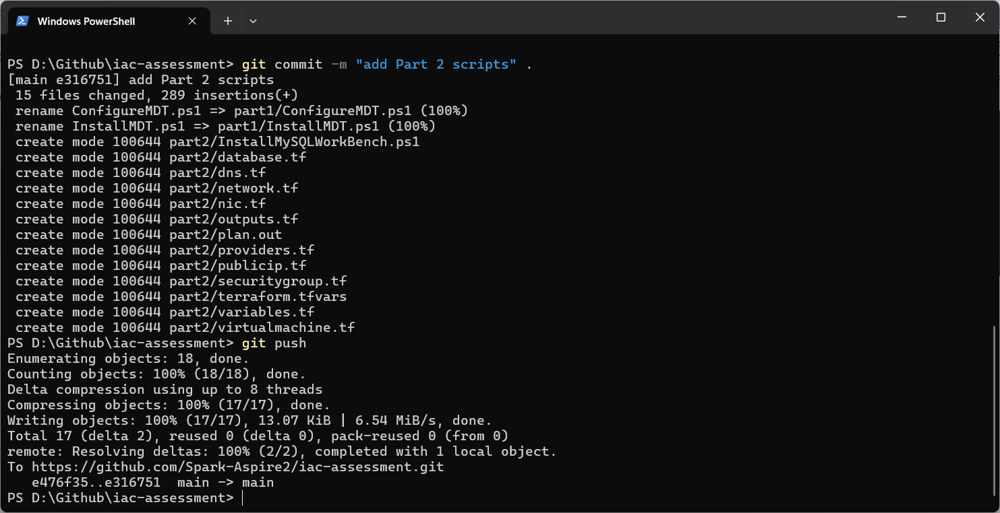 Windows PowerShell
PS D:\Github\iac-assessment> git commit -m "add Part 2 scripts" .
[main e316751] add Part 2 scripts
 15 files changed, 289 insertions(+)
 rename ConfigureMDT.ps1 => part1/ConfigureMDT.ps1 (100%)
 rename InstallMDT.ps1 => part1/InstallMDT.ps1 (100%)
 create mode 100644 part2/InstallMySQLWorkBench.ps1
 create mode 100644 part2/database.tf
 create mode 100644 part2/dns.tf
 create mode 100644 part2/network.tf
 create mode 100644 part2/nic.tf
 create mode 100644 part2/outputs.tf
 create mode 100644 part2/plan.out
 create mode 100644 part2/providers.tf
 create mode 100644 part2/publicip.tf
 create mode 100644 part2/securitygroup.tf
 create mode 100644 part2/terraform.tfvars
 create mode 100644 part2/variables.tf
 create mode 100644 part2/virtualmachine.tf
PS D:\Github\iac-assessment> git push
Enumerating objects: 18, done.
Counting objects: 100% (18/18), done.
Delta compression using up to 8 threads
Compressing objects: 100% (17/17), done.
Writing objects: 100% (17/17), 13.07 KiB | 6.54 MiB/s, done.
Total 17 (delta 2), reused 0 (delta 0), pack-reused 0 (from 0)
remote: Resolving deltas: 100% (2/2), completed with 1 local object.
To https://github.com/Spark-Aspire2/iac-assessment.git
   e476f35..e316751  main -> main
PS D:\Github\iac-assessment>